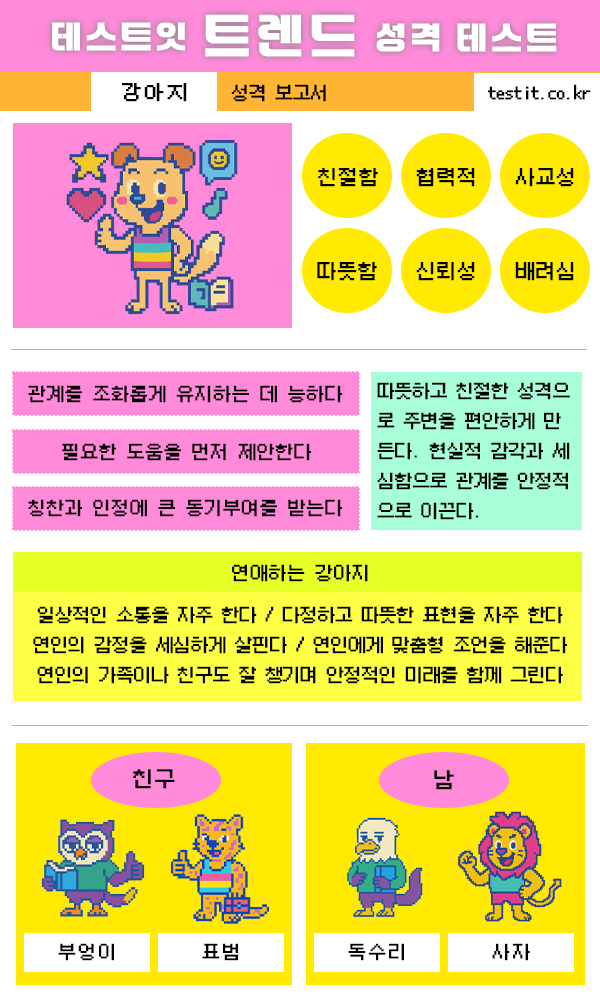 테스트잇 트렌드 성격 테스트
강아지
성격 보고서
testit.co.kr
친절함
협력적
사교성
따뜻함
신뢰성
배려심
관계를 조화롭게 유지하는 데 능하다
필요한 도움을 먼저 제안한다
칭찬과 인정에 큰 동기부여를 받는다
따뜻하고 친절한 성격으
로 주변을 편안하게 만
든다. 현실적 감각과 세
심함으로 관계를 안정적
으로 이끈다.
연애하는 강아지
일상적인 소통을 자주 한다 / 다정하고 따뜻한 표현을 자주 한다
연인의 감정을 세심하게 살핀다 / 연인에게 맞춤형 조언을 해준다
연인의 가족이나 친구도 잘 챙기며 안정적인 미래를 함께 그린다
친구
부엉이
표범
남
독수리
사자